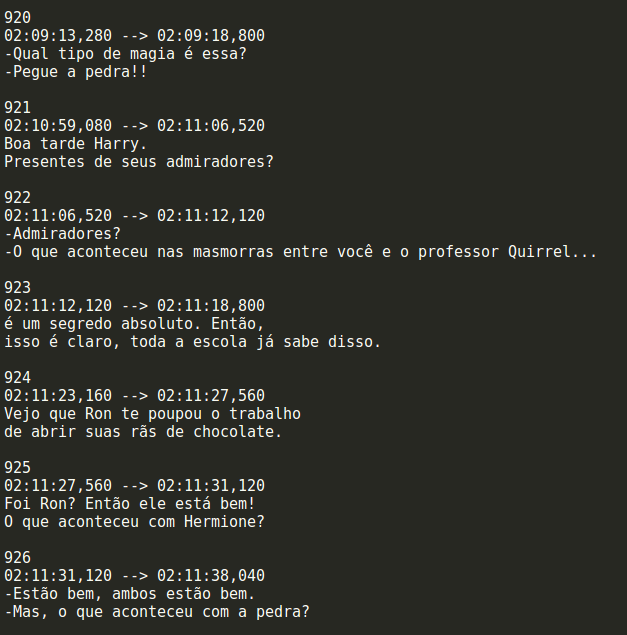 920
02:09:13,280 --> 02:09:18,800
-Qual tipo de magia é essa?
-Pegue a pedra!!

921
02:10:59,080 --> 02:11:06,520
Boa tarde Harry.
Presentes de seus admiradores?

922
02:11:06,520 --> 02:11:12,120
-Admiradores?
-O que aconteceu nas masmorras entre você e o professor Quirrel...

923
02:11:12,120 --> 02:11:18,800
é um segredo absoluto. Então,
isso é claro, toda a escola já sabe disso.

924
02:11:23,160 --> 02:11:27,560
Vejo que Ron te poupou o trabalho
de abrir suas rãs de chocolate.

925
02:11:27,560 --> 02:11:31,120
Foi Ron? Então ele está bem!
O que aconteceu com Hermione?

926
02:11:31,120 --> 02:11:38,040
-Estão bem, ambos estão bem.
-Mas, o que aconteceu com a pedra?